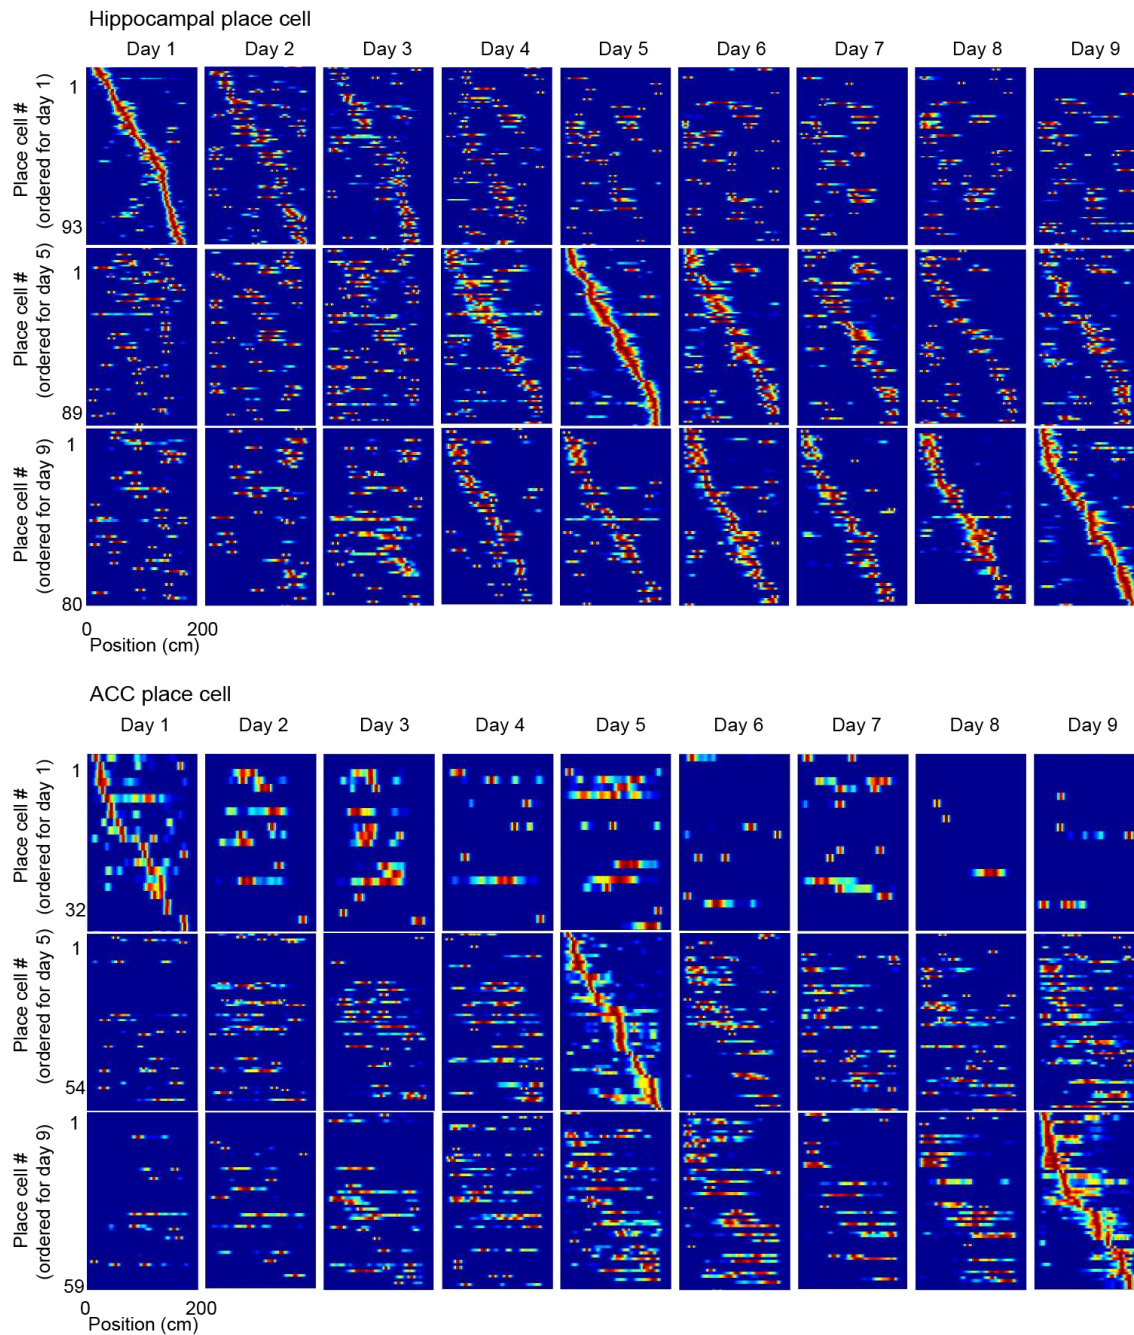 Hippocampal place cell
Day 1 Day 2 Day 3 Day 4 Day 5 Day 6 Day 7 Day 8 Day 9
Place cell #
(ordered for day 1)
1
93
Place cell #
(ordered for day 5)
1
89
Place cell #
(ordered for day 9)
1
80
0 200
Position (cm)
ACC place cell
Day 1 Day 2 Day 3 Day 4 Day 5 Day 6 Day 7 Day 8 Day 9
Place cell #
(ordered for day 1)
1
32
Place cell #
(ordered for day 5)
1
54
Place cell #
(ordered for day 9)
1
59
0 200
Position (cm)